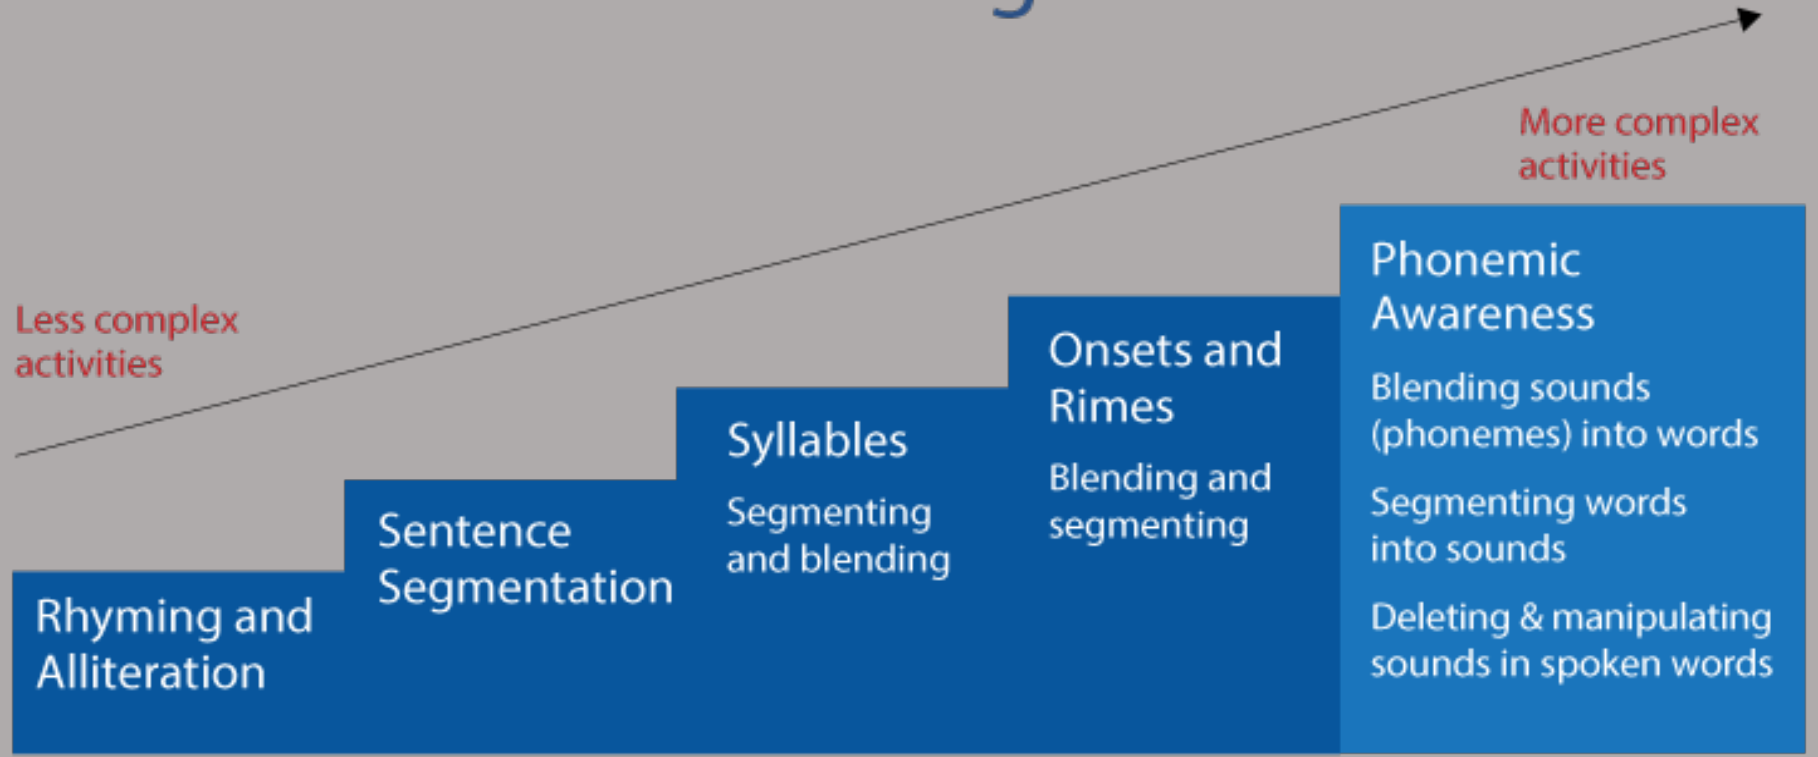 More complex
activities
Less complex
activities
Rhyming and
Alliteration
Sentence
Segmentation
Syllables
Segmenting
and blending
Onsets and
Rimes
Blending and
segmenting
Phonemic
Awareness
Blending sounds
(phonemes) into words
Segmenting words
into sounds
Deleting & manipulating
sounds in spoken words